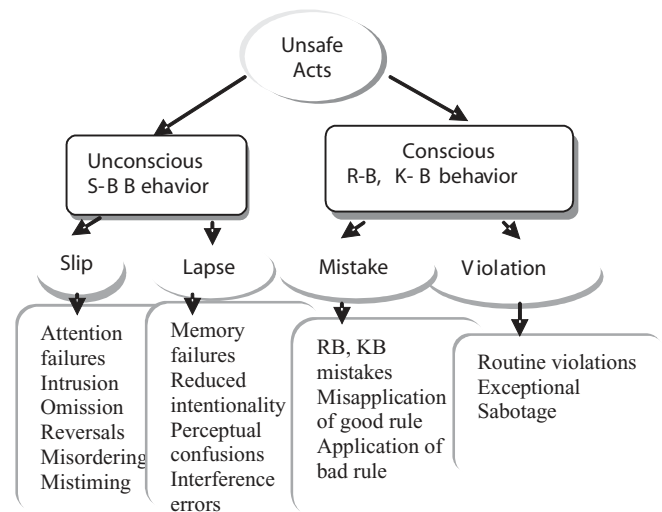 Unsafe
Acts
Unconscious
S-B B ehavior
Conscious
R-B, K- B behavior
Slip
Lapse
Mistake
Violation
Attention
failures
Intrusion
Omission
Reversals
Misordering
Mistiming
Memory
failures
Reduced
intentionality
Perceptual
confusions
Interference
errors
RB, KB
mistakes
Misapplication
of good rule
Application of
bad rule
Routine violations
Exceptional
Sabotage